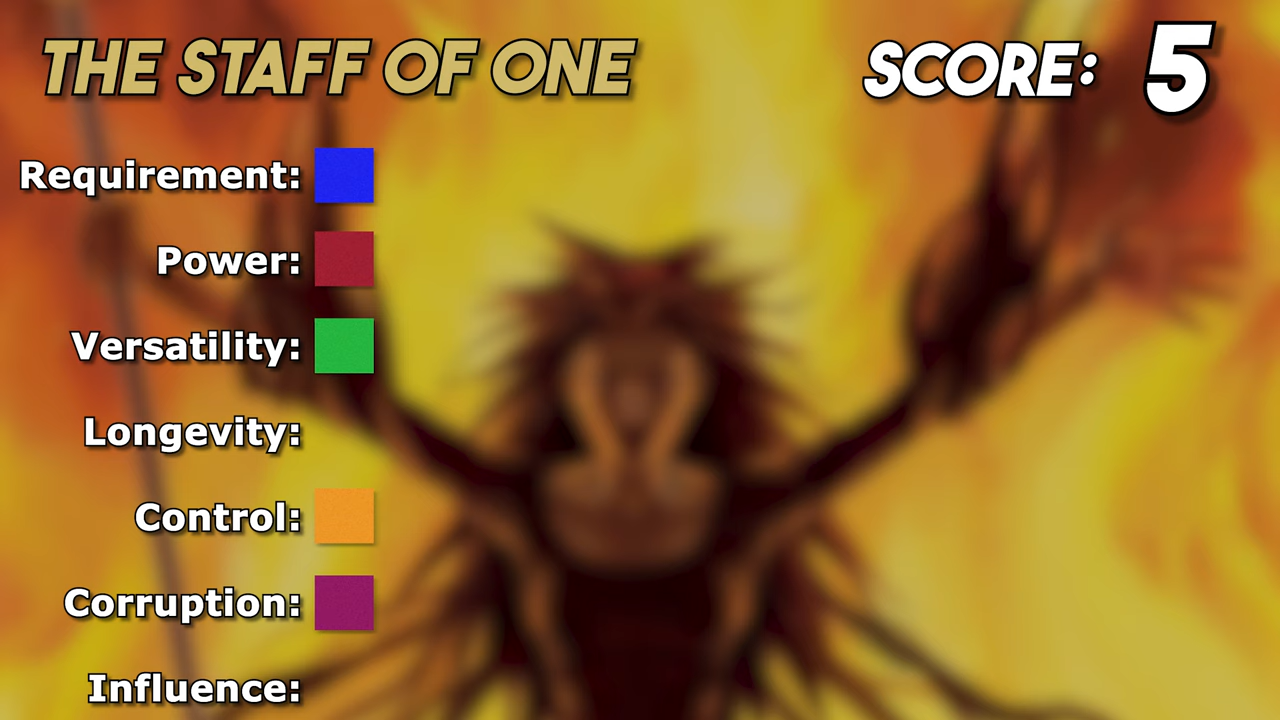 THE STAFF OF ONE
SCORE: 5
Requirement:
Power:
Versatility:
Longevity:
Control:
Corruption:
Influence: